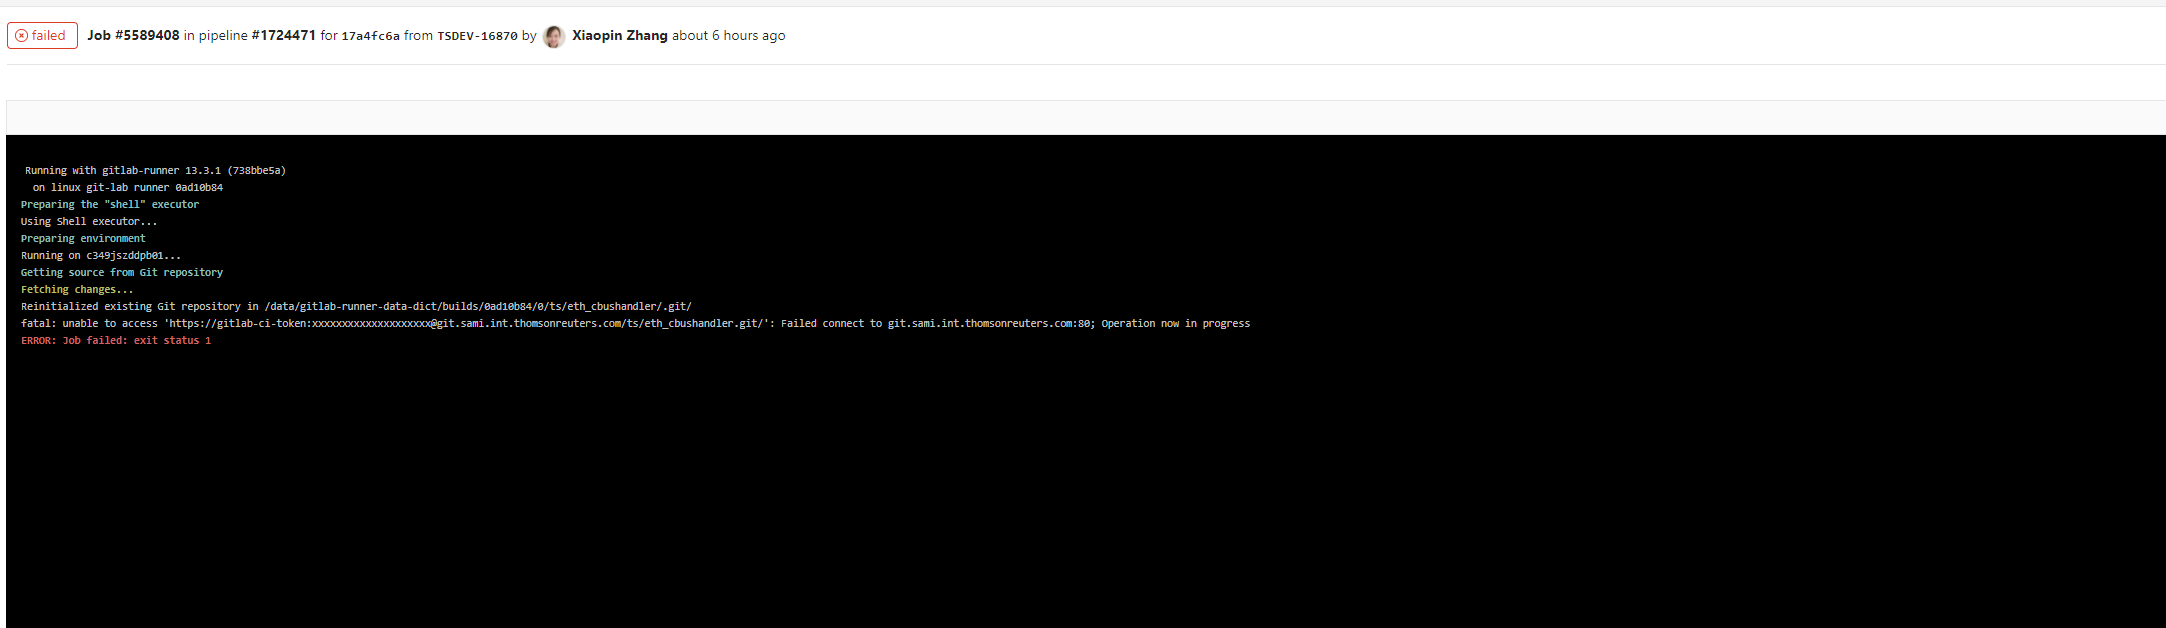 failed Job #5589408 in pipeline #1724471 for 17a4fc6a from TSDEV-16870 by Xiaopin Zhang about 6 hours ago
Running with gitlab-runner 13.3.1 (738bbe5a)
on linux git-lab runner 0ad10b84
Preparing the "shell" executor
Using Shell executor...
Preparing environment
Running on c349jszddpb01...
Getting source from Git repository
Fetching changes...
Reinitialized existing Git repository in /data/gitlab-runner-data-dict/builds/0ad10b84/0/ts/eth_cbushandler/.git/
fatal: unable to access 'https://gitlab-ci-token:xxxxxxxxxxxxxxxxxxxx@git.sami.int.thomsonreuters.com/ts/eth_cbushandler.git/': Failed connect to git.sami.int.thomsonreuters.com:80; Operation now in progress
ERROR: Job failed: exit status 1